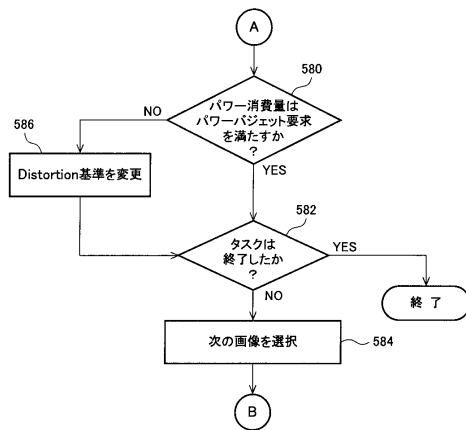 A
580
パワー消費量は
パワーバジェット要求
を満たすか
?
NO
YES
586
Distortion基準を変更
582
タスクは
終了したか
?
YES
NO
終 了
次の画像を選択
584
B